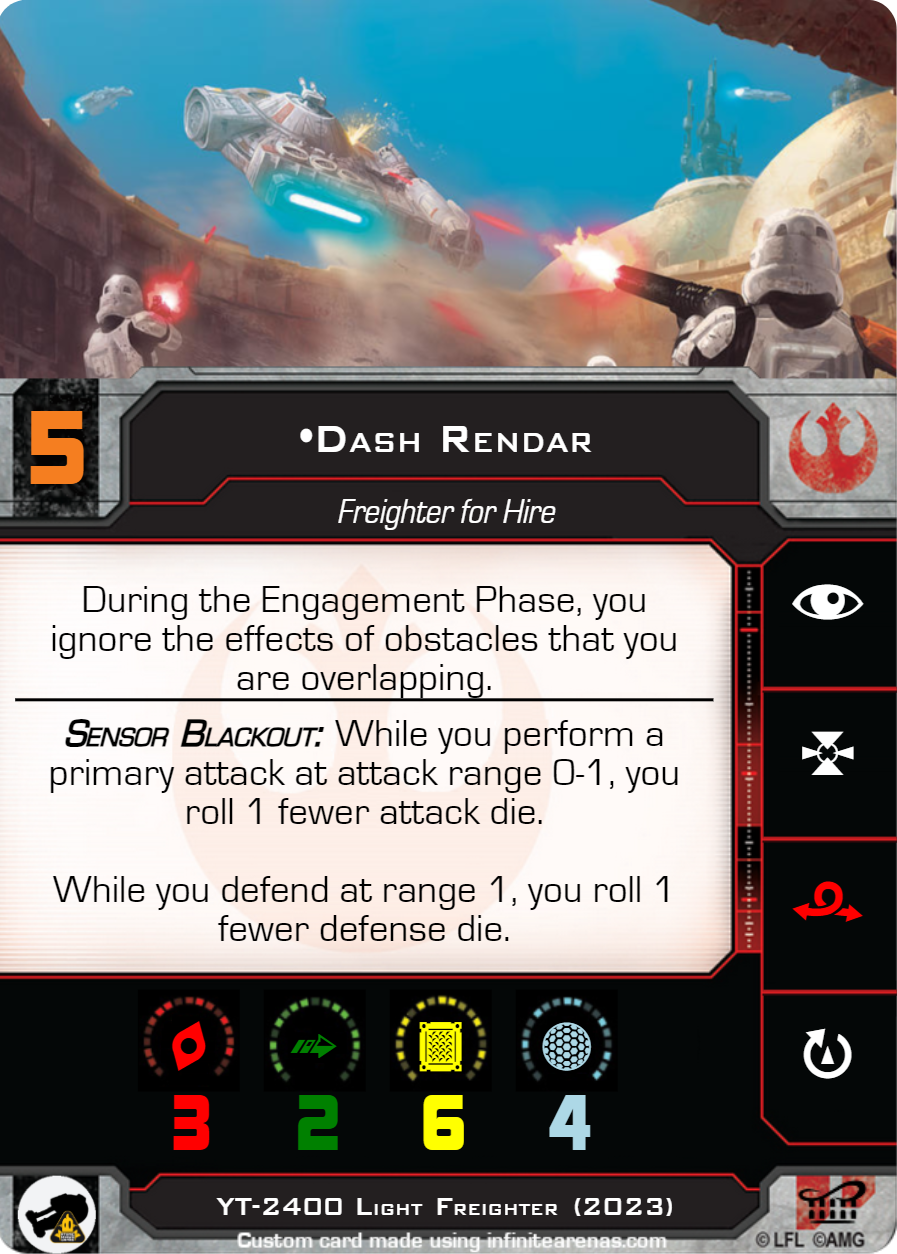 5
•Dash Rendar
Freighter for Hire
During the Engagement Phase, you
ignore the effects of obstacles that you
are overlapping.
Sensor Blackout: While you perform a
primary attack at attack range 0-1, you
roll 1 fewer attack die.
While you defend at range 1, you roll 1
fewer defense die.
3 2 6 4
YT-2400 Light Freighter (2023)
Custom card made using infinitearenas.com
© LFL ©AMG